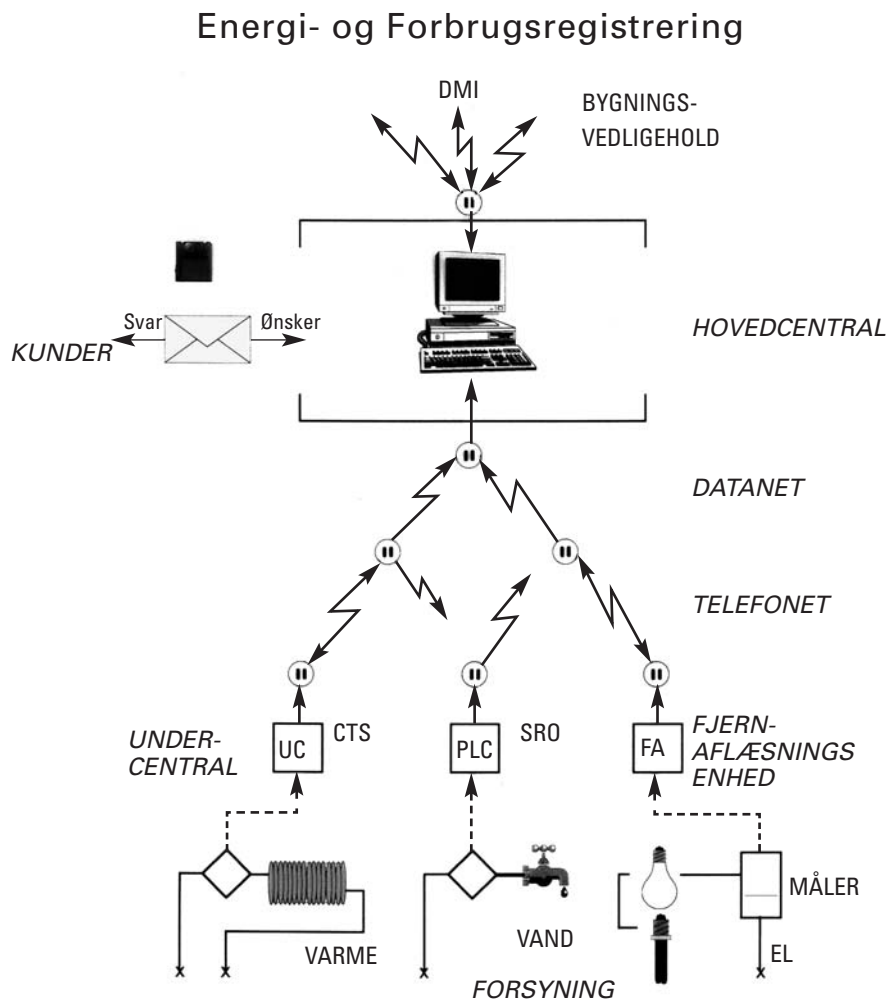 Energi- og Forbrugsregistrering
DMI
BYGNINGS-
VEDLIGEHOLD
Svar
Ønsker
KUNDER
HOVEDCENTRAL
DATANET
TELEFONET
UNDER-
CENTRAL
UC
CTS
PLC
SRO
FA
FJERN-
AFLÆSNINGS
ENHED
VARME
VAND
MÅLER
EL
FORSYNING